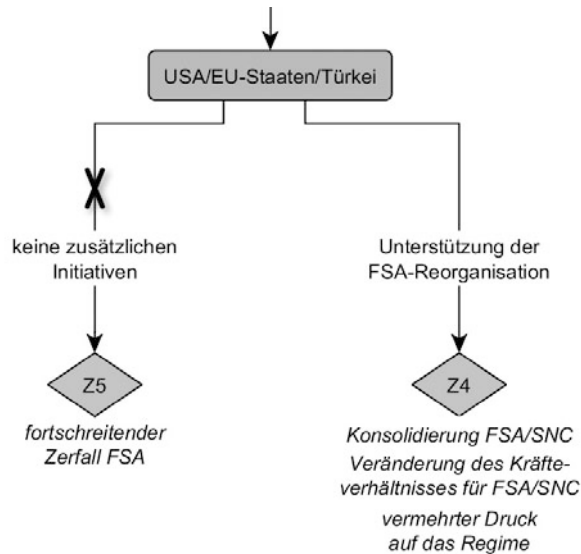 USA/EU-Staaten/Türkei
X
keine zusätzlichen
Initiativen
Unterstützung der
FSA-Reorganisation
Z5
fortschreitender
Zerfall FSA
Z4
Konsolidierung FSA/SNC
Veränderung des Kräfte-
verhältnisses für FSA/SNC
vermehrter Druck
auf das Regime